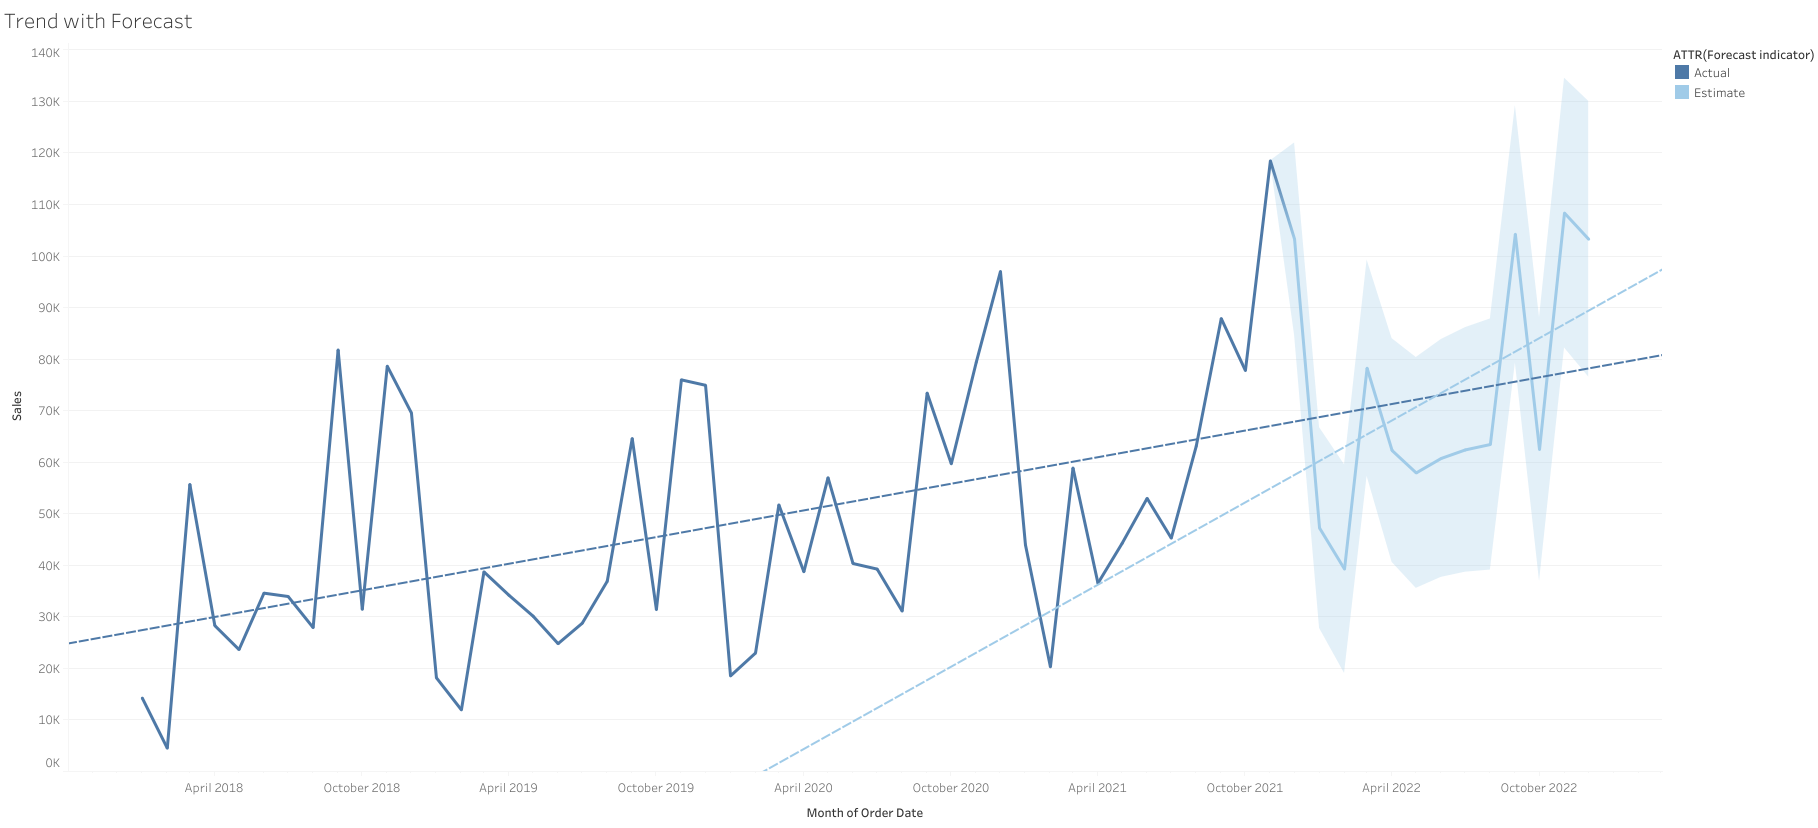 Trend with Forecast
140K
130K
120K
110K
100K
90K
80K
70K
60K
50K
40K
30K
20K
10K
0K
Sales
April 2018
October 2018
April 2019
October 2019
April 2020
October 2020
April 2021
October 2021
April 2022
October 2022
Month of Order Date
ATTR(Forecast indicator)
Actual
Estimate